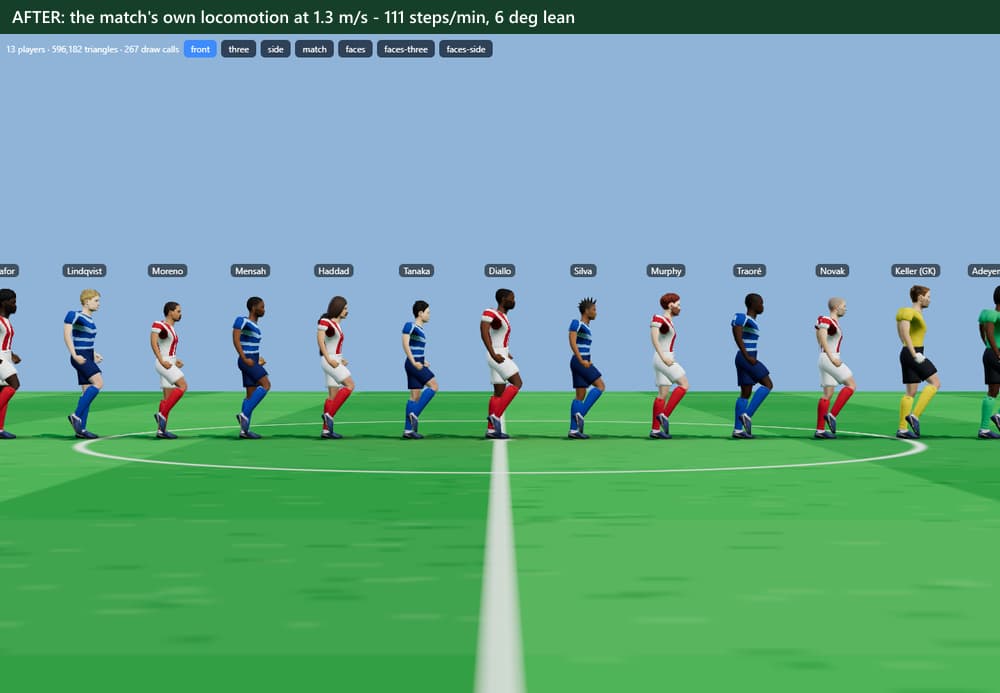 AFTER: the match's own locomotion at 1.3 m/s - 111 steps/min, 6 deg lean
13 players · 596,182 triangles · 267 draw calls front three side match faces faces-three faces-side
afor Lindqvist Moreno Mensah Haddad Tanaka Diallo Silva Murphy Traoré Novak Keller (GK) Adeyer